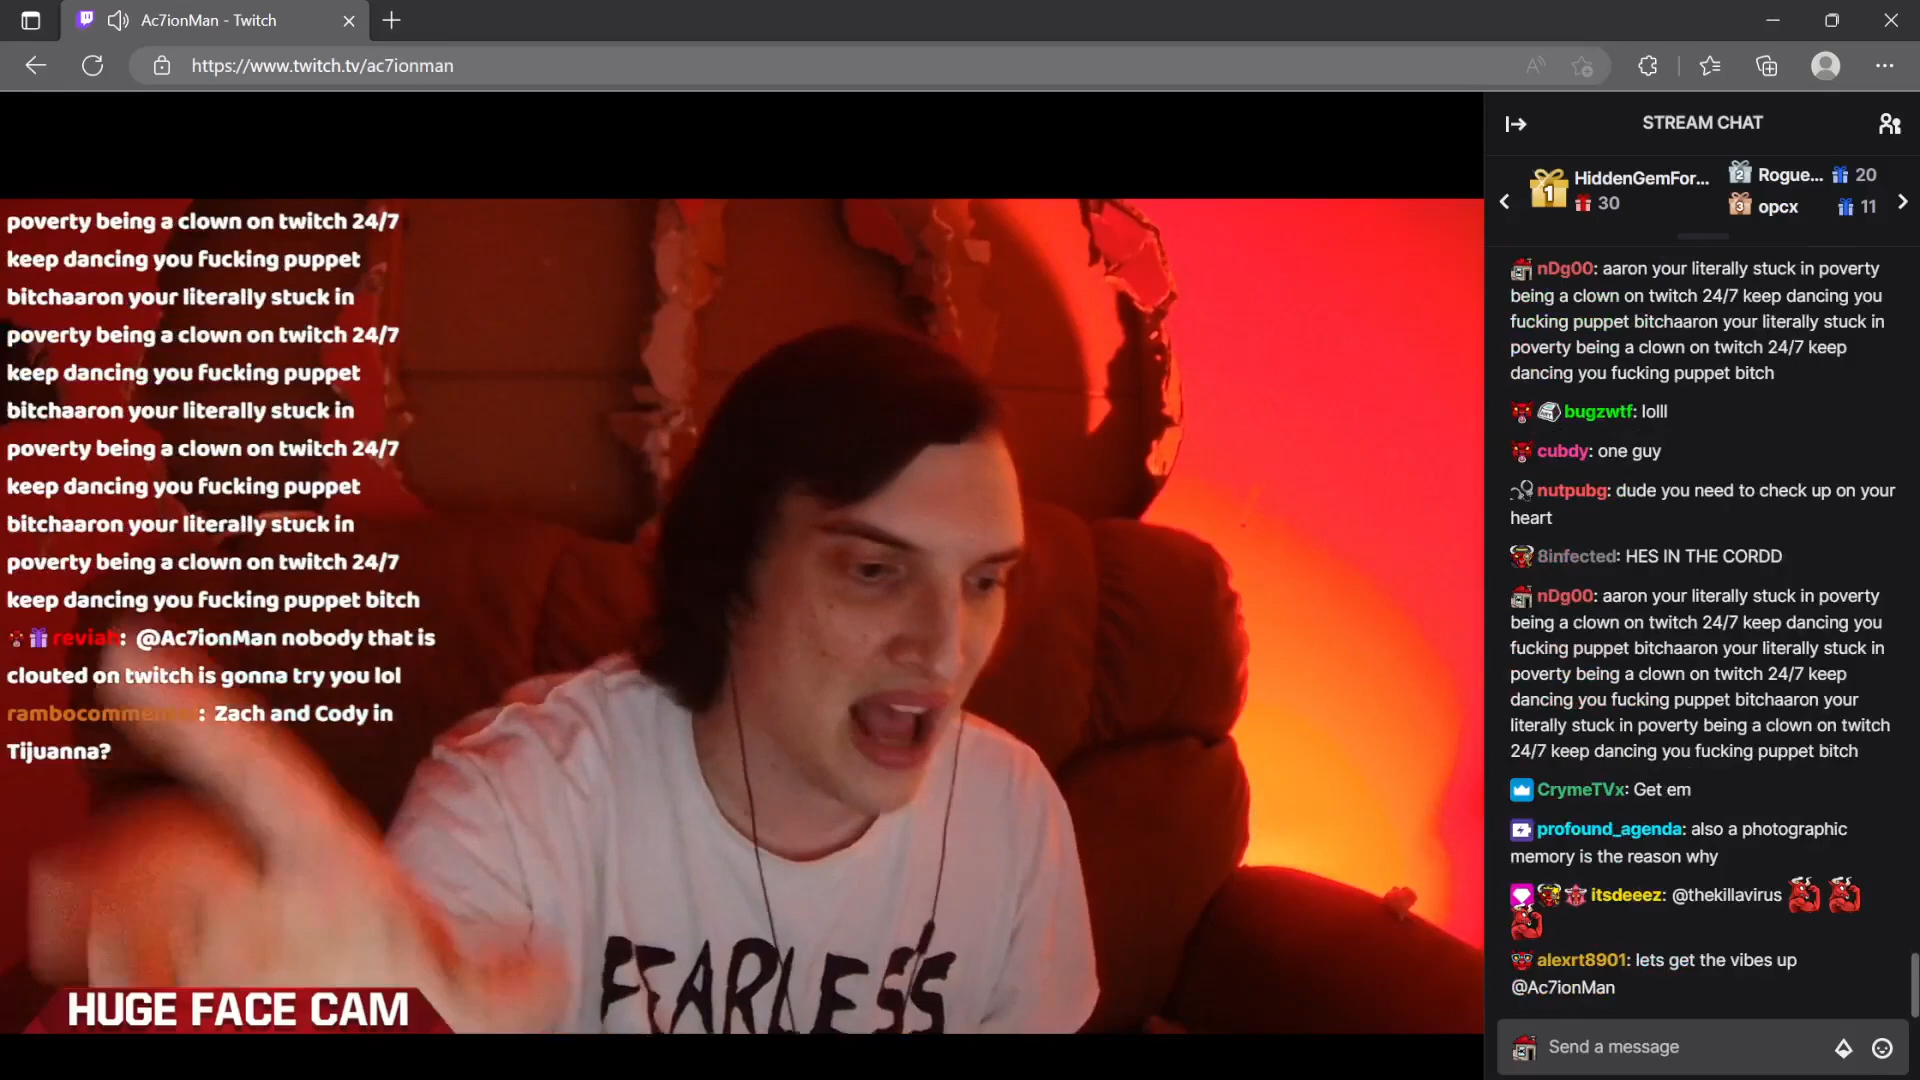 Ac7ionMan - Twitch
https://www.twitch.tv/ac7ionman
poverty being a clown on twitch 24/7
keep dancing you fucking puppet
bitchaaron your literally stuck in
poverty being a clown on twitch 24/7
keep dancing you fucking puppet
bitchaaron your literally stuck in
poverty being a clown on twitch 24/7
keep dancing you fucking puppet
bitchaaron your literally stuck in
poverty being a clown on twitch 24/7
keep dancing you fucking puppet bitch
reviah: @Ac7ionMan nobody that is
clouted on twitch is gonna try you lol
: Zach and Cody in
Tijuanna?
FEARLESS
HUGE FACE CAM
STREAM CHAT
1 HiddenGemFor... 30
2 Rogue... 20
3 opcx 11
nDg00: aaron your literally stuck in poverty
being a clown on twitch 24/7 keep dancing you
fucking puppet bitchaaron your literally stuck in
poverty being a clown on twitch 24/7 keep
dancing you fucking puppet bitch
bugzwtf: lolll
cubdy: one guy
nutpubg: dude you need to check up on your
heart
8infected: HES IN THE CORDD
nDg00: aaron your literally stuck in poverty
being a clown on twitch 24/7 keep dancing you
fucking puppet bitchaaron your literally stuck in
poverty being a clown on twitch 24/7 keep
dancing you fucking puppet bitchaaron your
literally stuck in poverty being a clown on twitch
24/7 keep dancing you fucking puppet bitch
CrymeTVx: Get em
profound_agenda: also a photographic
memory is the reason why
itsdeeez: @thekillavirus
alexrt8901: lets get the vibes up
@Ac7ionMan
Send a message